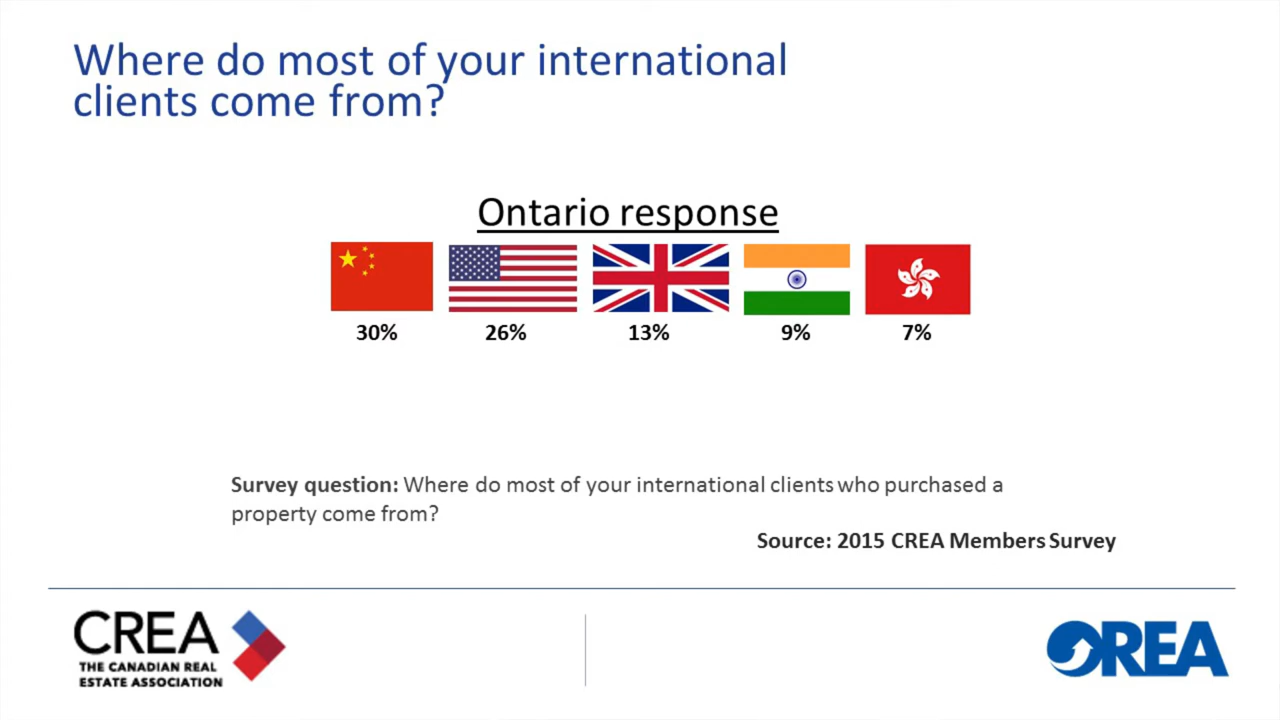 Where do most of your international
clients come from?
Ontario response
30% 26% 13% 9% 7%
Survey question: Where do most of your international clients who purchased a
property come from?
Source: 2015 CREA Members Survey
CREA
THE CANADIAN REAL
ESTATE ASSOCIATION
OREA